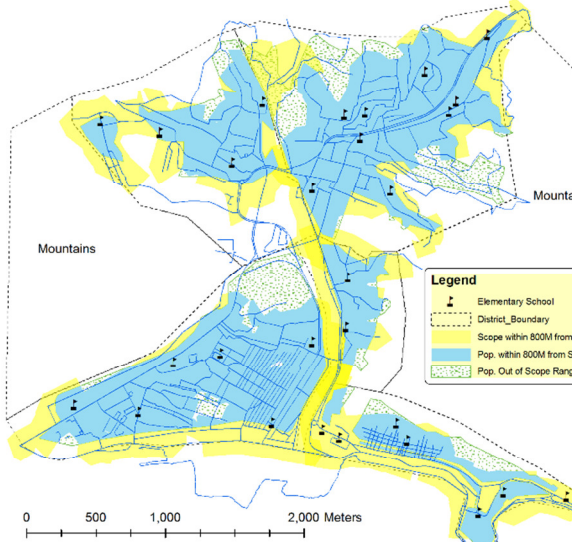 Mountains
Mounta
Legend
Elementary School
District_Boundary
Scope within 800M from
Pop. within 800M from S
Pop. Out of Scope Rang
0 500 1,000 2,000 Meters